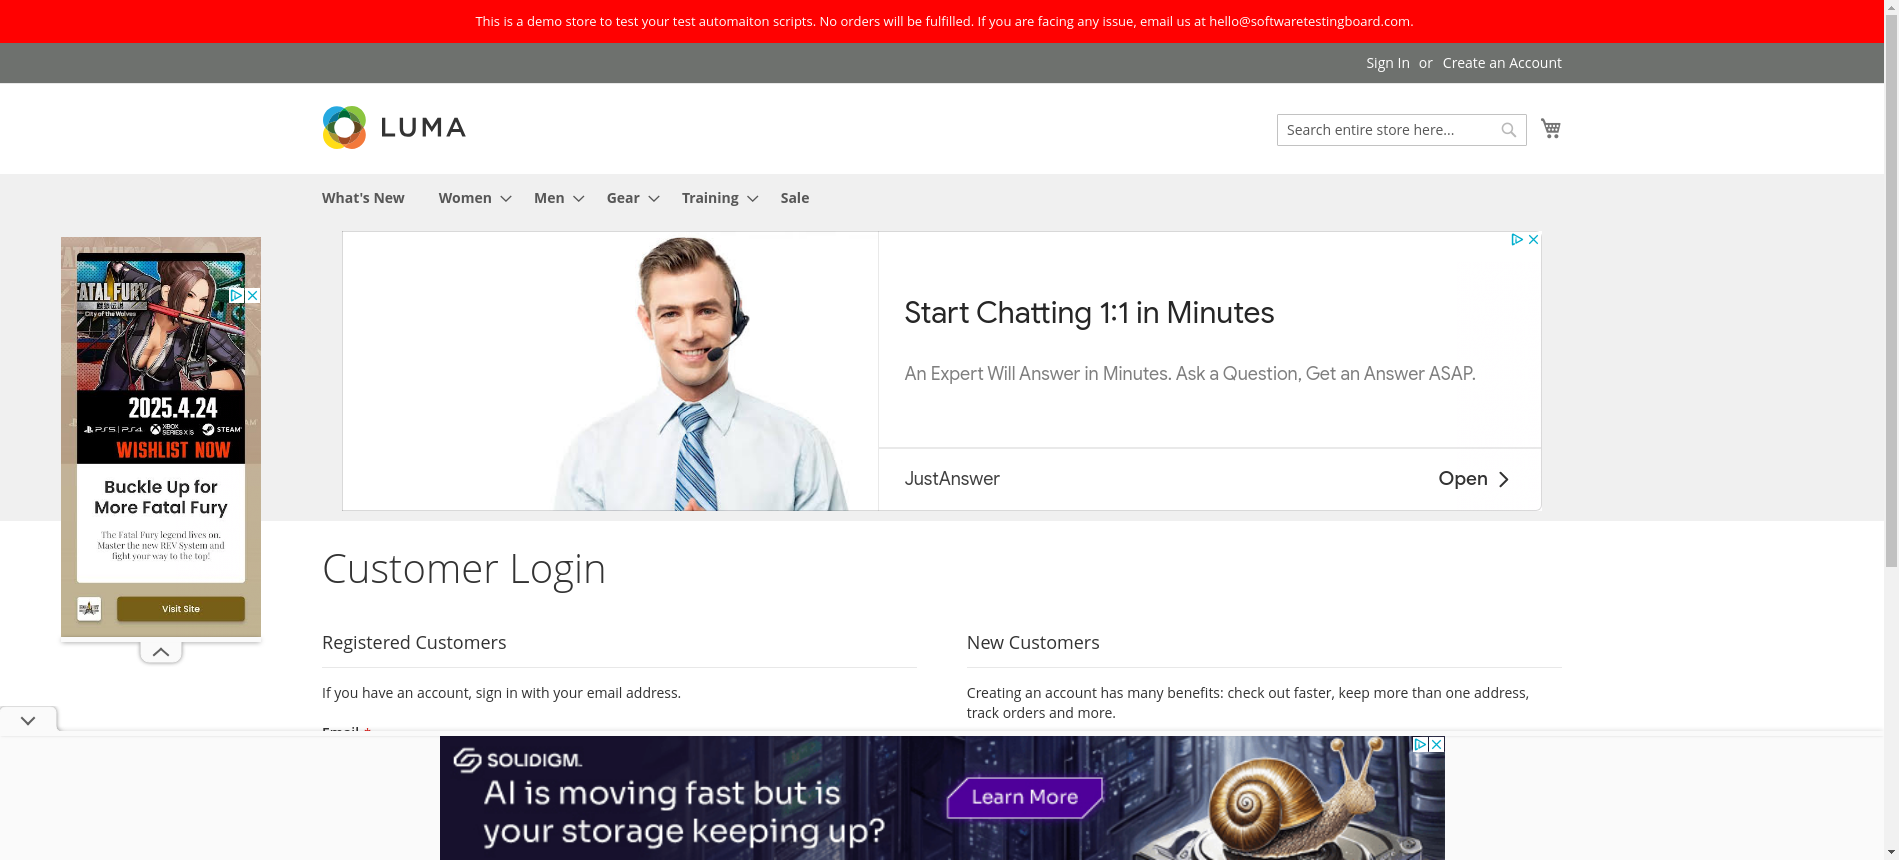 This is a demo store to test your test automaiton scripts. No orders will be fulfilled. If you are facing any issue, email us at hello@softwaretestingboard.com.
Sign In or Create an Account
LUMA
Search entire store here...
What's New Women Men Gear Training Sale
FATAL FURY
City of the Wolves
2025.4.24
PS5 | PS4 XBOX SERIES X|S STEAM
WISHLIST NOW
Buckle Up for
More Fatal Fury
The Fatal Fury legend lives on.
Master the new REV System and
fight your way to the top!
Visit Site
Start Chatting 1:1 in Minutes
An Expert Will Answer in Minutes. Ask a Question, Get an Answer ASAP.
JustAnswer
Open
Customer Login
Registered Customers
If you have an account, sign in with your email address.
Email *
New Customers
Creating an account has many benefits: check out faster, keep more than one address,
track orders and more.
SOLIDIGM
AI is moving fast but is
your storage keeping up?
Learn More